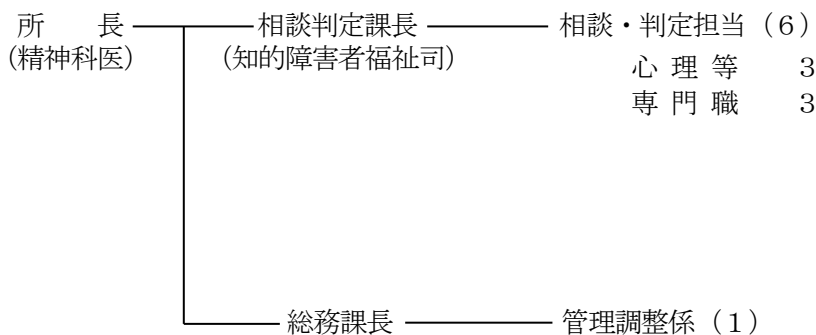 所　　長　相談判定課長　相談・判定担当（６）
（精神科医）　（知的障害者福祉司）　心 理 等　３
専 門 職　３
総務課長　管理調整係（１）